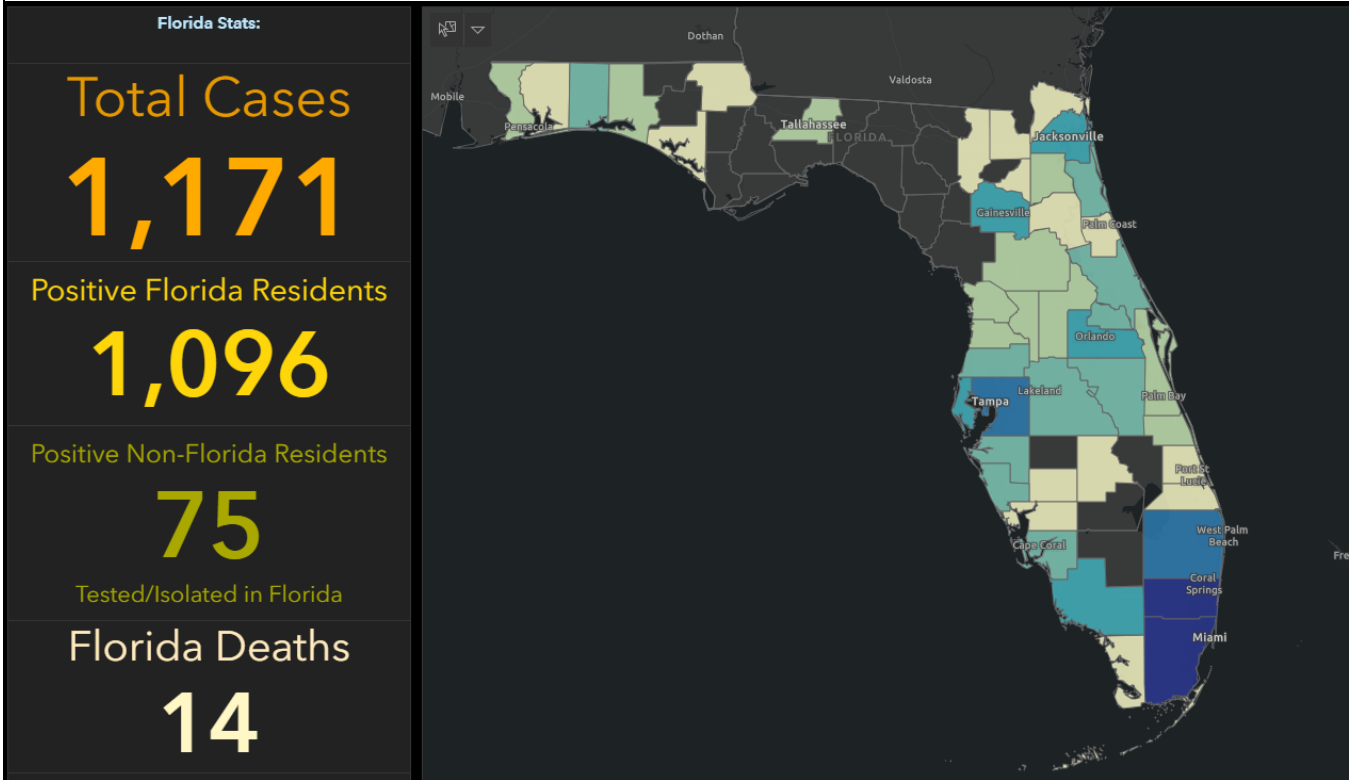 Florida Stats:
Total Cases
1,171
Positive Florida Residents
1,096
Positive Non-Florida Residents
75
Tested/Isolated in Florida
Florida Deaths
14
Dothan
Mobile
Valdosta
Pensacola
Tallahassee
FLORIDA
Jacksonville
Gainesville
Palm Coast
Orlando
Lakeland
Tampa
Palm Bay
Port St
Lucie
Cape Coral
West Palm
Beach
Fre
Coral
Springs
Miami